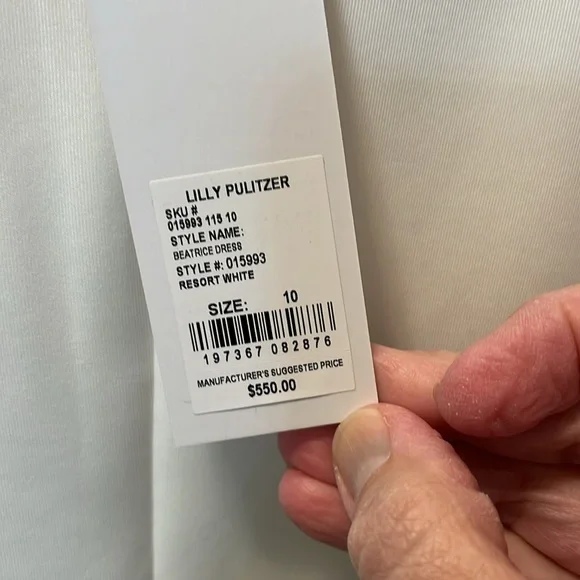 LILLY PULITZER
SKU #
015993 115 10
STYLE NAME:
BEATRICE DRESS
STYLE #: 015993
RESORT WHITE
SIZE: 10
197367 082876
MANUFACTURER'S SUGGESTED PRICE
$550.00